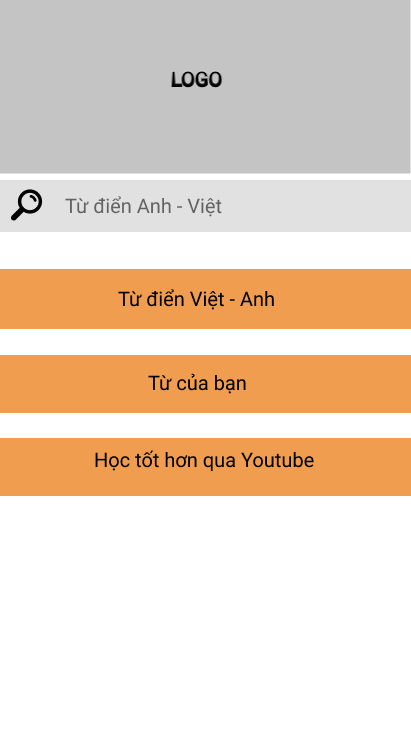 LOGO
Từ điển Anh - Việt
Từ điển Việt - Anh
Từ của bạn
Học tốt hơn qua Youtube